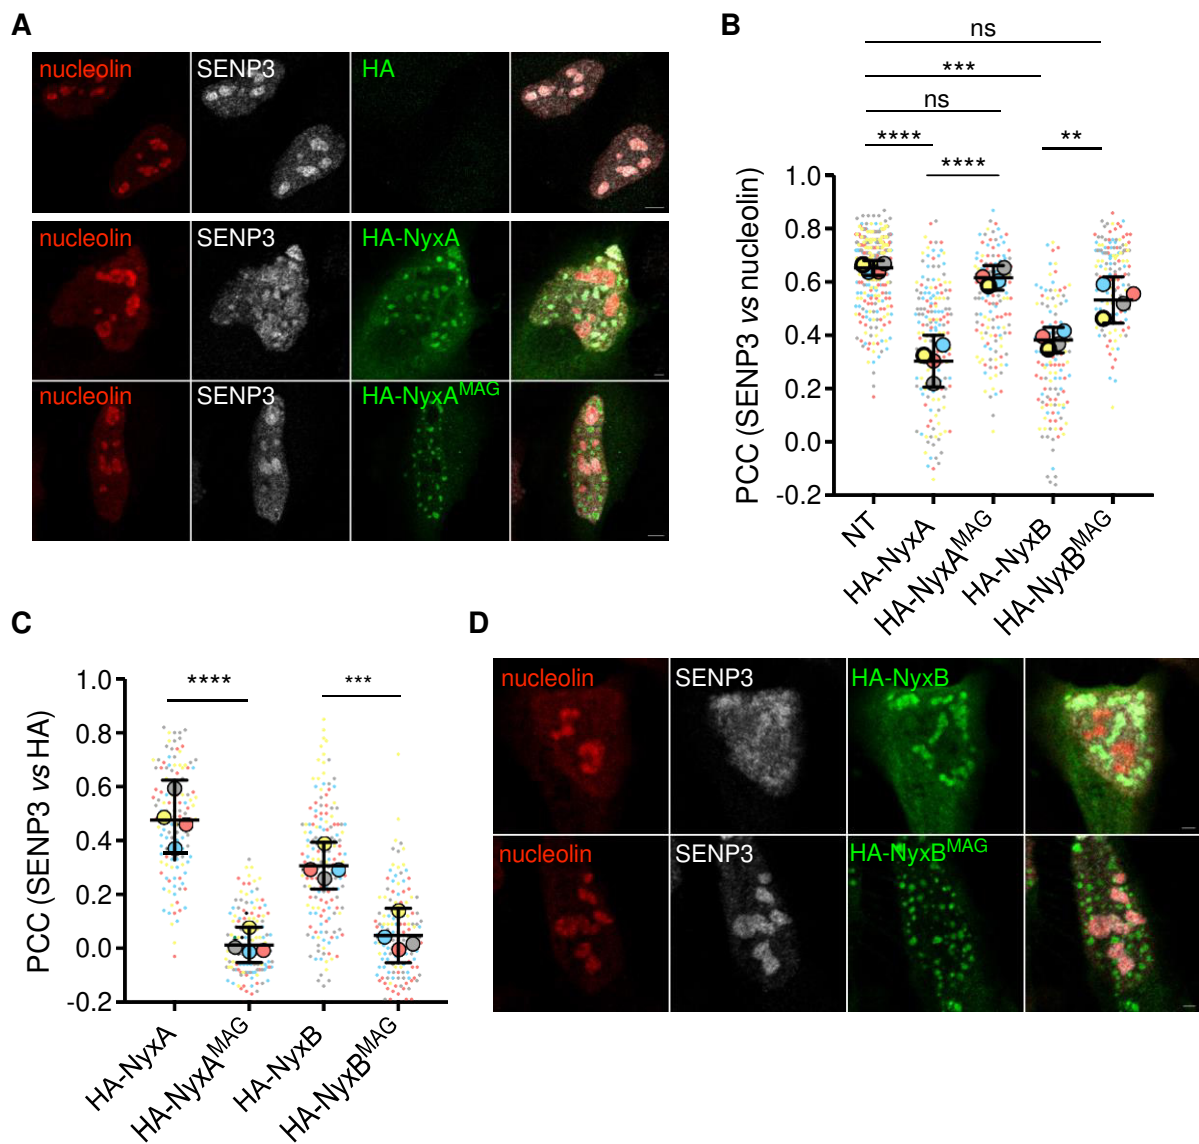 A
nucleolin SENP3 HA
nucleolin SENP3 HA-NyxA
nucleolin SENP3 HA-NyxAMAG
B
ns
***
ns
**** **
****
PCC (SENP3 vs nucleolin)
1.0
0.8
0.6
0.4
0.2
0.0
-0.2
NT HA-NyxA HA-NyxAMAG HA-NyxB HA-NyxBMAG
C
**** ***
PCC (SENP3 vs HA)
1.0
0.8
0.6
0.4
0.2
0.0
-0.2
HA-NyxA HA-NyxAMAG HA-NyxB HA-NyxBMAG
D
nucleolin SENP3 HA-NyxB
nucleolin SENP3 HA-NyxBMAG